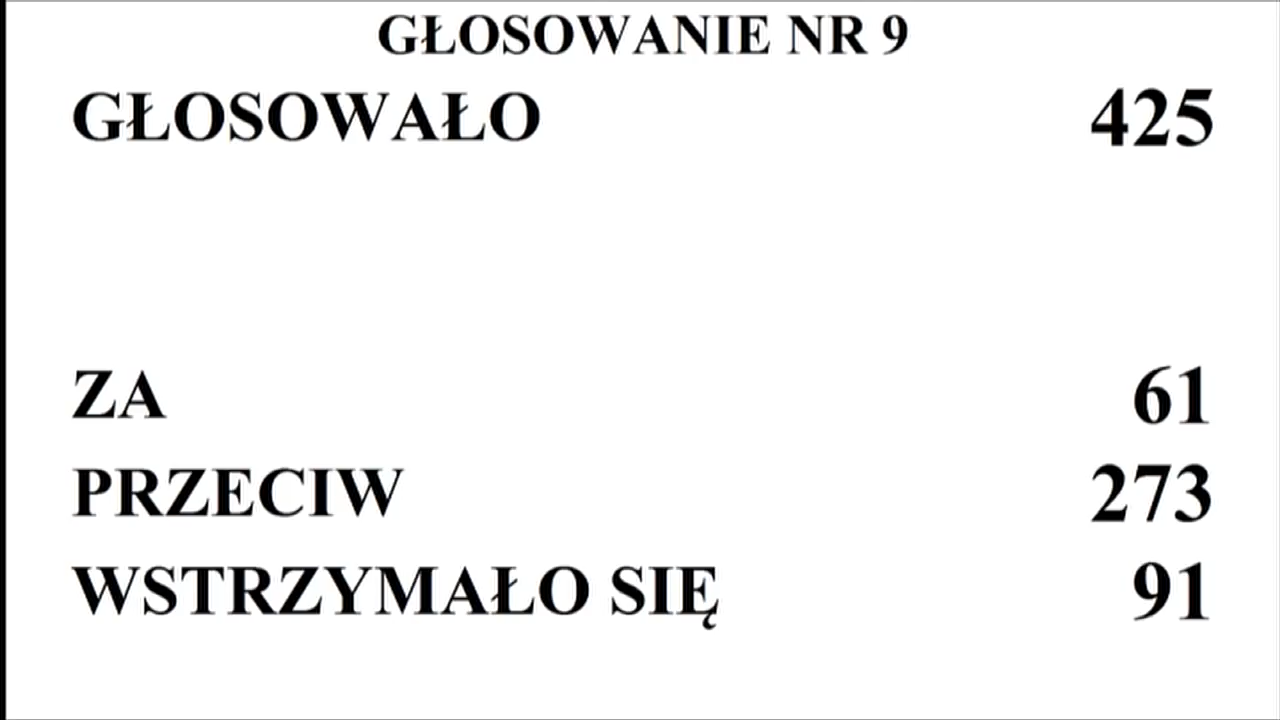 GŁOSOWANIE NR 9
GŁOSOWAŁO 425
ZA 61
PRZECIW 273
WSTRZYMAŁO SIĘ 91